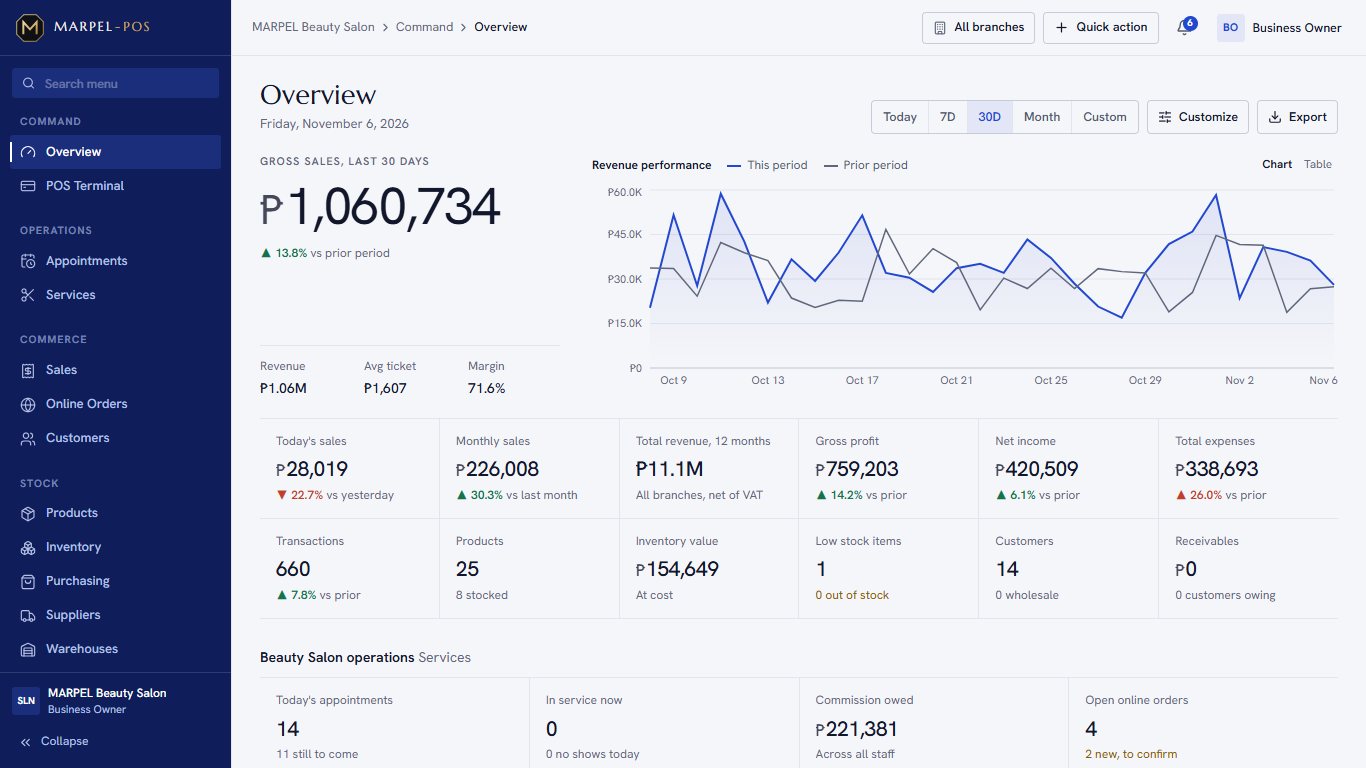 MARPEL-POS
Search menu
COMMAND
Overview
POS Terminal
OPERATIONS
Appointments
Services
COMMERCE
Sales
Online Orders
Customers
STOCK
Products
Inventory
Purchasing
Suppliers
Warehouses
SLN
MARPEL Beauty Salon
Business Owner
Collapse
MARPEL Beauty Salon > Command > Overview
All branches
Quick action
6
BO
Business Owner
Overview
Friday, November 6, 2026
Today 7D 30D Month Custom
Customize
Export
GROSS SALES, LAST 30 DAYS
₱1,060,734
▲ 13.8% vs prior period
Revenue Avg ticket Margin
₱1.06M ₱1,607 71.6%
Revenue performance This period Prior period
Chart Table
₱60.0K
₱45.0K
₱30.0K
₱15.0K
₱0
Oct 9 Oct 13 Oct 17 Oct 21 Oct 25 Oct 29 Nov 2 Nov 6
Today's sales
₱28,019
▼ 22.7% vs yesterday
Monthly sales
₱226,008
▲ 30.3% vs last month
Total revenue, 12 months
₱11.1M
All branches, net of VAT
Gross profit
₱759,203
▲ 14.2% vs prior
Net income
₱420,509
▲ 6.1% vs prior
Total expenses
₱338,693
▲ 26.0% vs prior
Transactions
660
▲ 7.8% vs prior
Products
25
8 stocked
Inventory value
₱154,649
At cost
Low stock items
1
0 out of stock
Customers
14
0 wholesale
Receivables
₱0
0 customers owing
Beauty Salon operations Services
Today's appointments
14
11 still to come
In service now
0
0 no shows today
Commission owed
₱221,381
Across all staff
Open online orders
4
2 new, to confirm